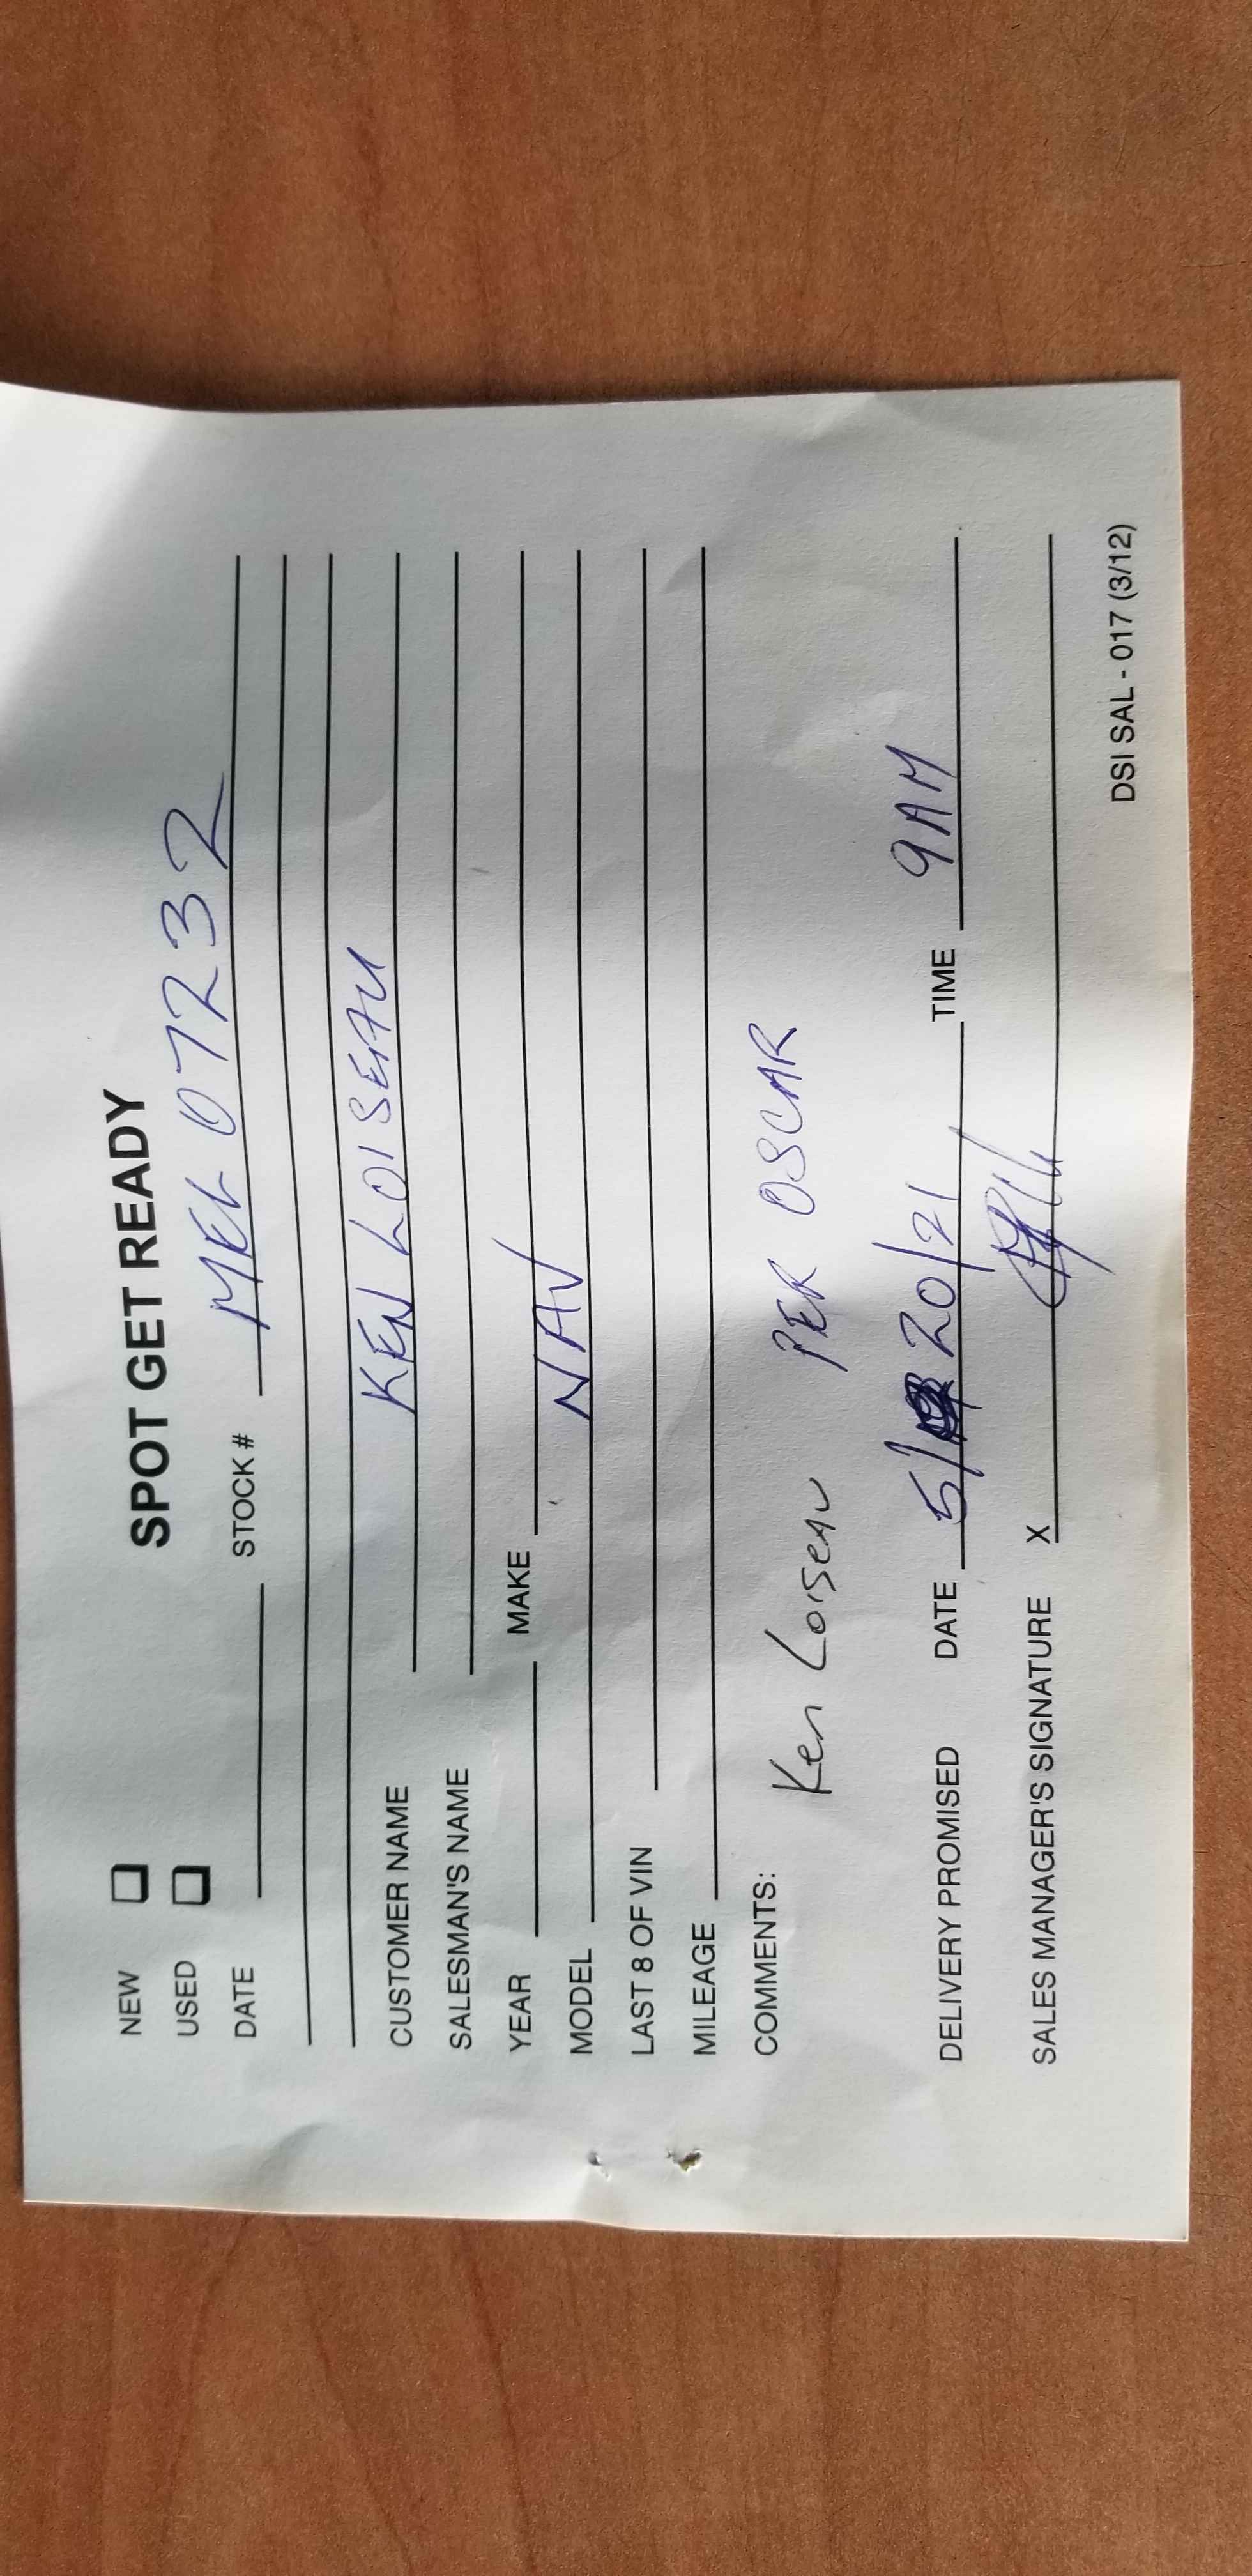 SPOT GET READY
NEW
USED
DATE STOCK # MEL 07232
CUSTOMER NAME KEN LOISEAU
SALESMAN'S NAME
YEAR MAKE
MODEL NAV
LAST 8 OF VIN
MILEAGE
COMMENTS:
Ken Loiseau PER OSCAR
DELIVERY PROMISED DATE 5/ 20/21 TIME 9AM
SALES MANAGER'S SIGNATURE X
DSI SAL - 017 (3/12)